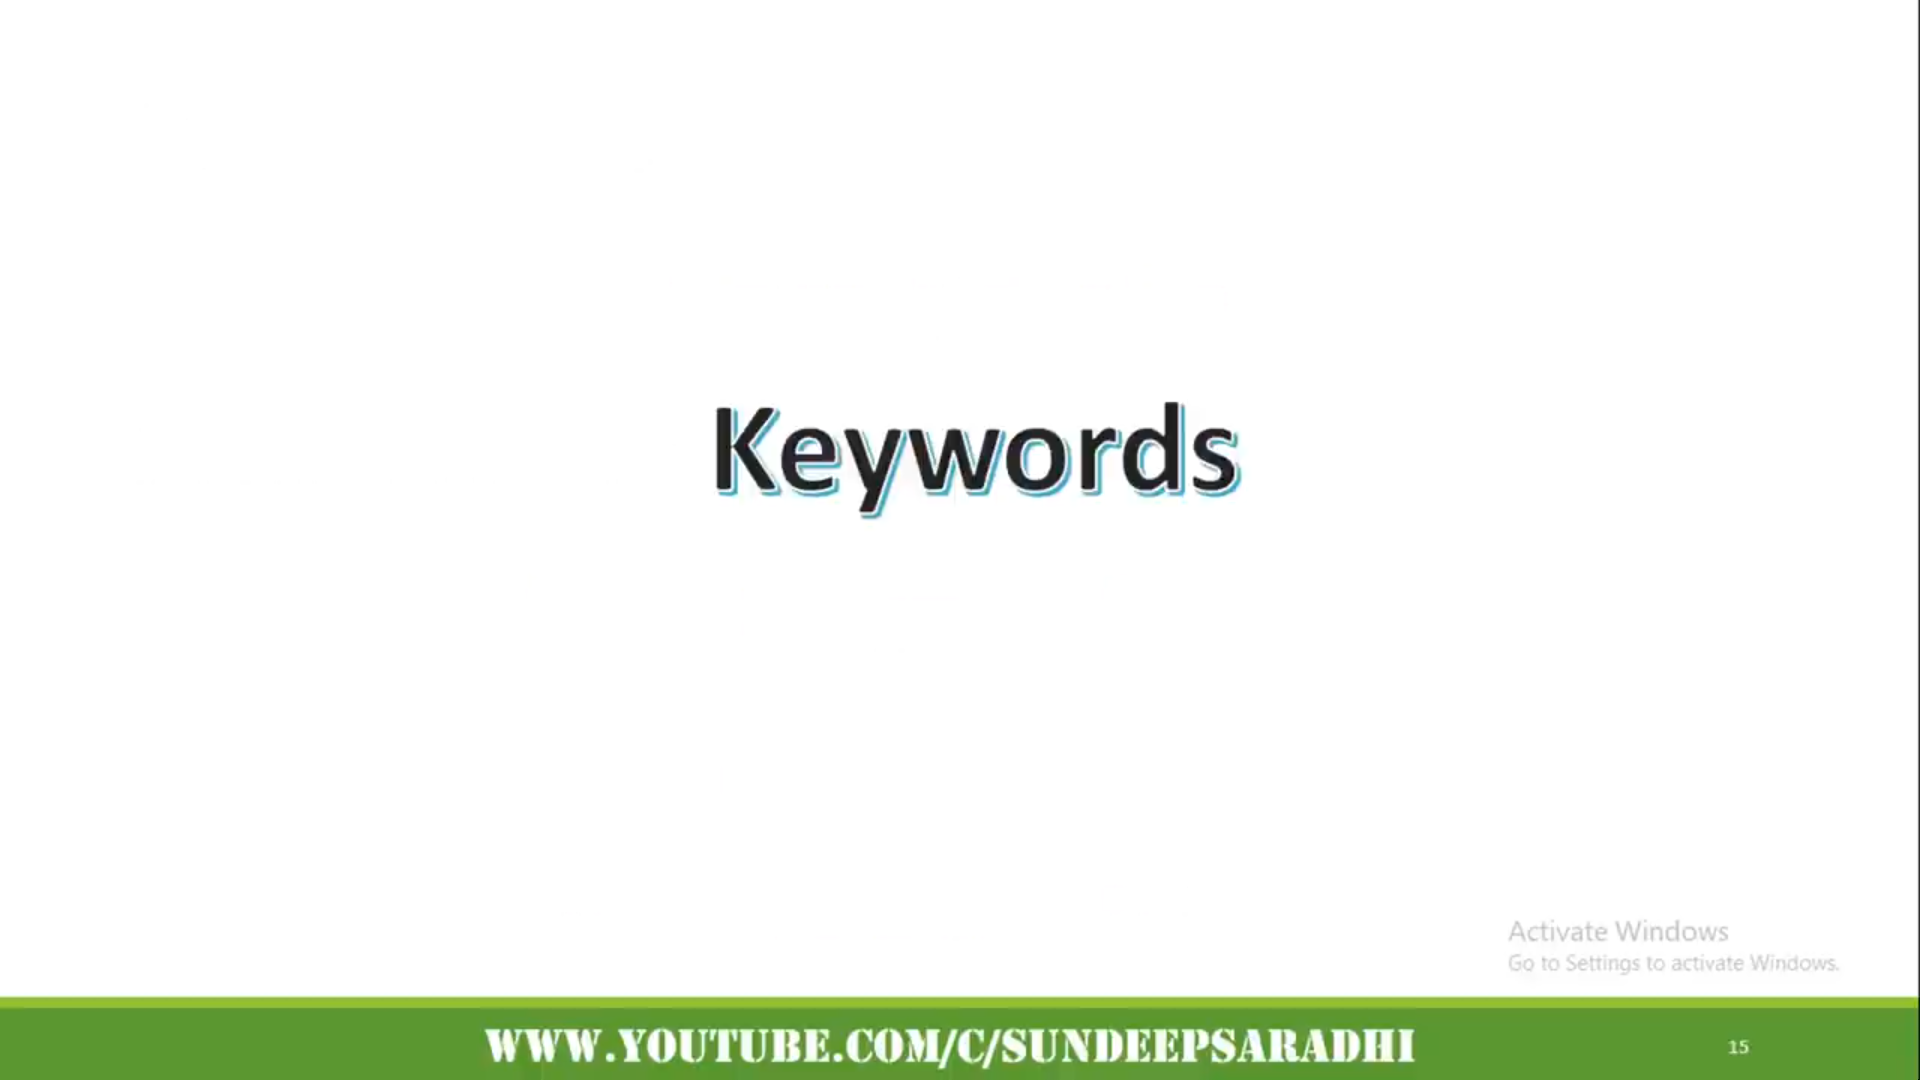 Keywords
Activate Windows
Go to Settings to activate Windows.
WWW.YOUTUBE.COM/C/SUNDEEPSARADHI
15